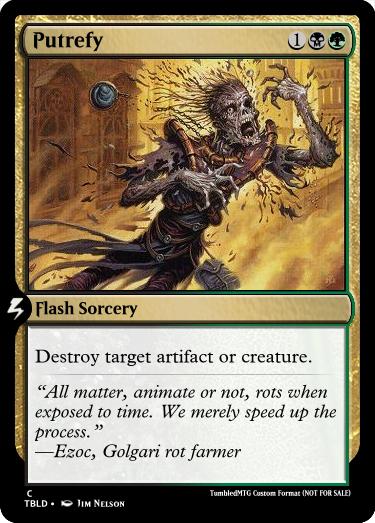 Putrefy 1
Flash Sorcery
Destroy target artifact or creature.
“All matter, animate or not, rots when
exposed to time. We merely speed up the
process.”
—Ezoc, Golgari rot farmer
C
TBLD • Jim Nelson
TumbledMTG Custom Format (NOT FOR SALE)